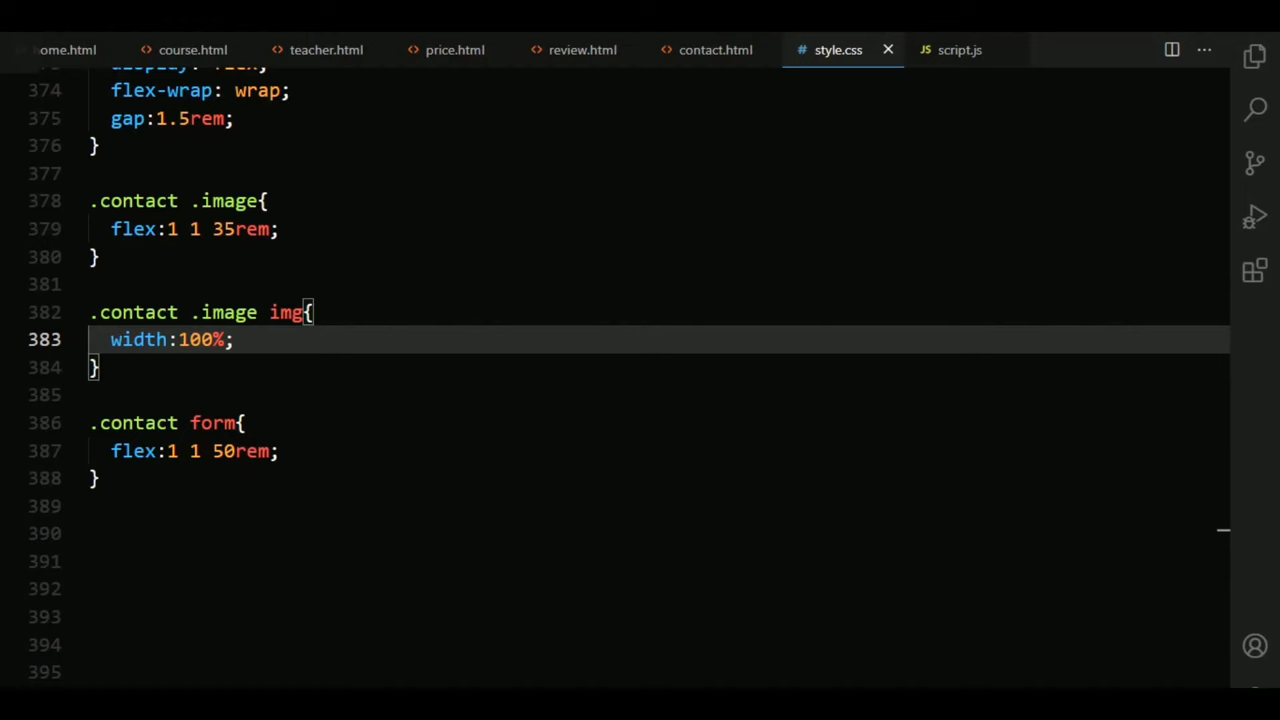 home.html <> course.html <> teacher.html <> price.html <> review.html <> contact.html # style.css × JS script.js ···
display: flex;
374 flex-wrap: wrap;
375 gap:1.5rem;
376 }
377
378 .contact .image{
379 flex:1 1 35rem;
380 }
381
382 .contact .image img{
383 width:100%;
384 }
385
386 .contact form{
387 flex:1 1 50rem;
388 }
389
390
391
392
393
394
395